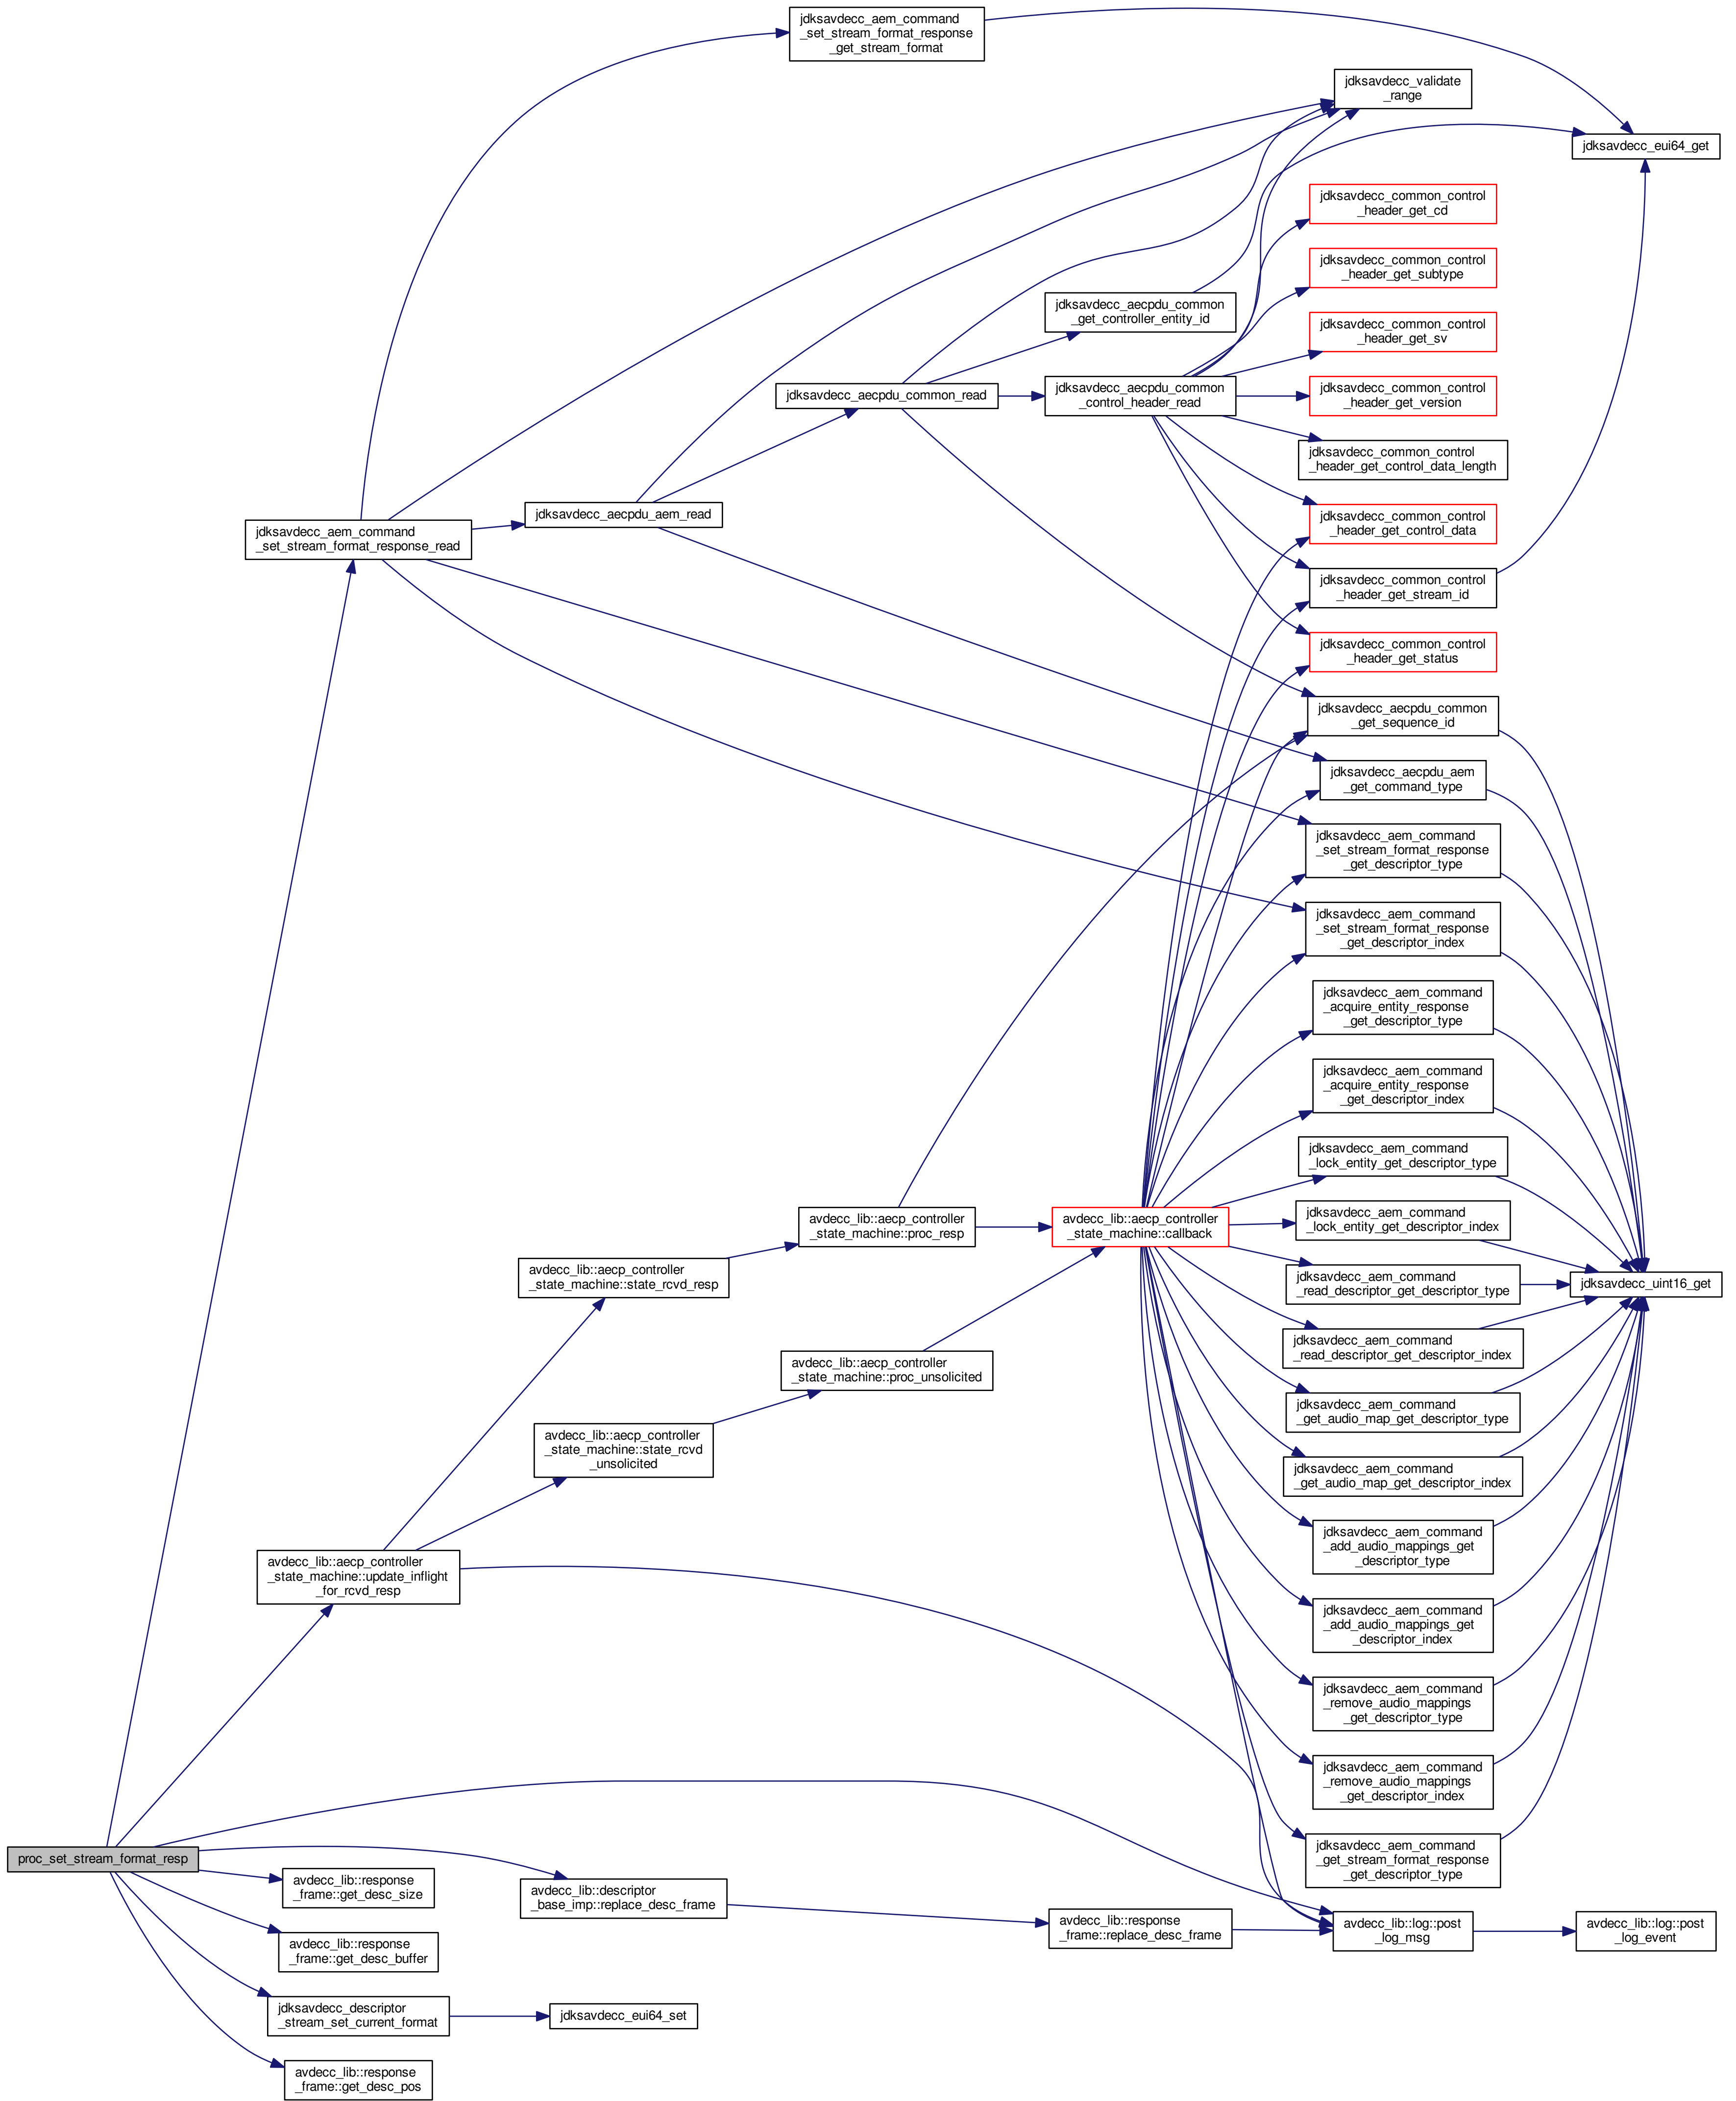 jdksavdecc_aem_command
_set_stream_format_response
_get_stream_format
jdksavdecc_validate
_range
jdksavdecc_eui64_get
jdksavdecc_common_control
_header_get_cd
jdksavdecc_common_control
_header_get_subtype
jdksavdecc_aecpdu_common
_get_controller_entity_id
jdksavdecc_common_control
_header_get_sv
jdksavdecc_aecpdu_common_read
jdksavdecc_aecpdu_common
_control_header_read
jdksavdecc_common_control
_header_get_version
jdksavdecc_common_control
_header_get_control_data_length
jdksavdecc_aem_command
_set_stream_format_response_read
jdksavdecc_aecpdu_aem_read
jdksavdecc_common_control
_header_get_control_data
jdksavdecc_common_control
_header_get_stream_id
jdksavdecc_common_control
_header_get_status
jdksavdecc_aecpdu_common
_get_sequence_id
jdksavdecc_aecpdu_aem
_get_command_type
jdksavdecc_aem_command
_set_stream_format_response
_get_descriptor_type
jdksavdecc_aem_command
_set_stream_format_response
_get_descriptor_index
jdksavdecc_aem_command
_acquire_entity_response
_get_descriptor_type
jdksavdecc_aem_command
_acquire_entity_response
_get_descriptor_index
jdksavdecc_aem_command
_lock_entity_get_descriptor_type
avdecc_lib::aecp_controller
_state_machine::proc_resp
avdecc_lib::aecp_controller
_state_machine::callback
jdksavdecc_aem_command
_lock_entity_get_descriptor_index
avdecc_lib::aecp_controller
_state_machine::state_rcvd_resp
jdksavdecc_aem_command
_read_descriptor_get_descriptor_type
jdksavdecc_uint16_get
jdksavdecc_aem_command
_read_descriptor_get_descriptor_index
avdecc_lib::aecp_controller
_state_machine::proc_unsolicited
jdksavdecc_aem_command
_get_audio_map_get_descriptor_type
avdecc_lib::aecp_controller
_state_machine::state_rcvd
_unsolicited
jdksavdecc_aem_command
_get_audio_map_get_descriptor_index
jdksavdecc_aem_command
_add_audio_mappings_get
_descriptor_type
avdecc_lib::aecp_controller
_state_machine::update_inflight
_for_rcvd_resp
jdksavdecc_aem_command
_add_audio_mappings_get
_descriptor_index
jdksavdecc_aem_command
_remove_audio_mappings
_get_descriptor_type
jdksavdecc_aem_command
_remove_audio_mappings
_get_descriptor_index
proc_set_stream_format_resp
jdksavdecc_aem_command
_get_stream_format_response
_get_descriptor_type
avdecc_lib::response
_frame::get_desc_size
avdecc_lib::descriptor
_base_imp::replace_desc_frame
avdecc_lib::response
_frame::replace_desc_frame
avdecc_lib::log::post
_log_msg
avdecc_lib::log::post
_log_event
avdecc_lib::response
_frame::get_desc_buffer
jdksavdecc_descriptor
_stream_set_current_format
jdksavdecc_eui64_set
avdecc_lib::response
_frame::get_desc_pos